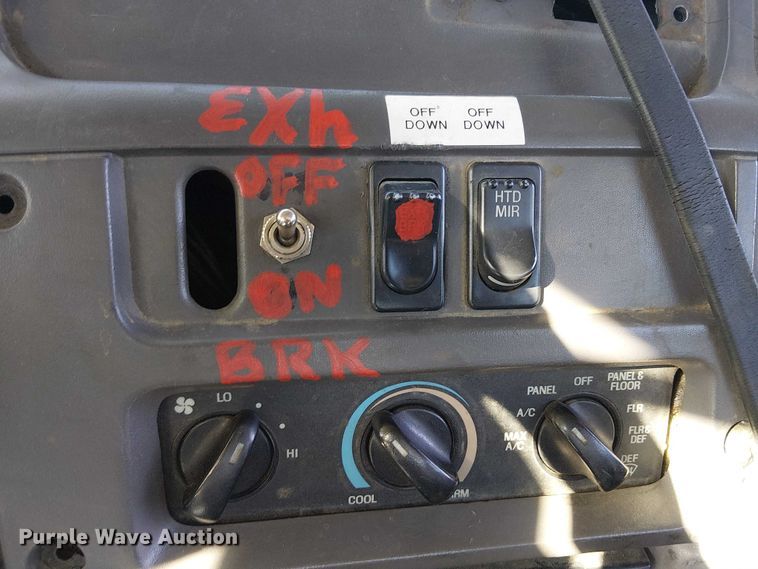 EXh
OFF
ON
BRK
OFF OFF
DOWN DOWN
HTD
MIR
LO
HI
COOL
MAX
A/C
A/C
PANEL
OFF
PANEL &
FLOOR
FLR
FLR &
DEF
DEF
Purple Wave Auction